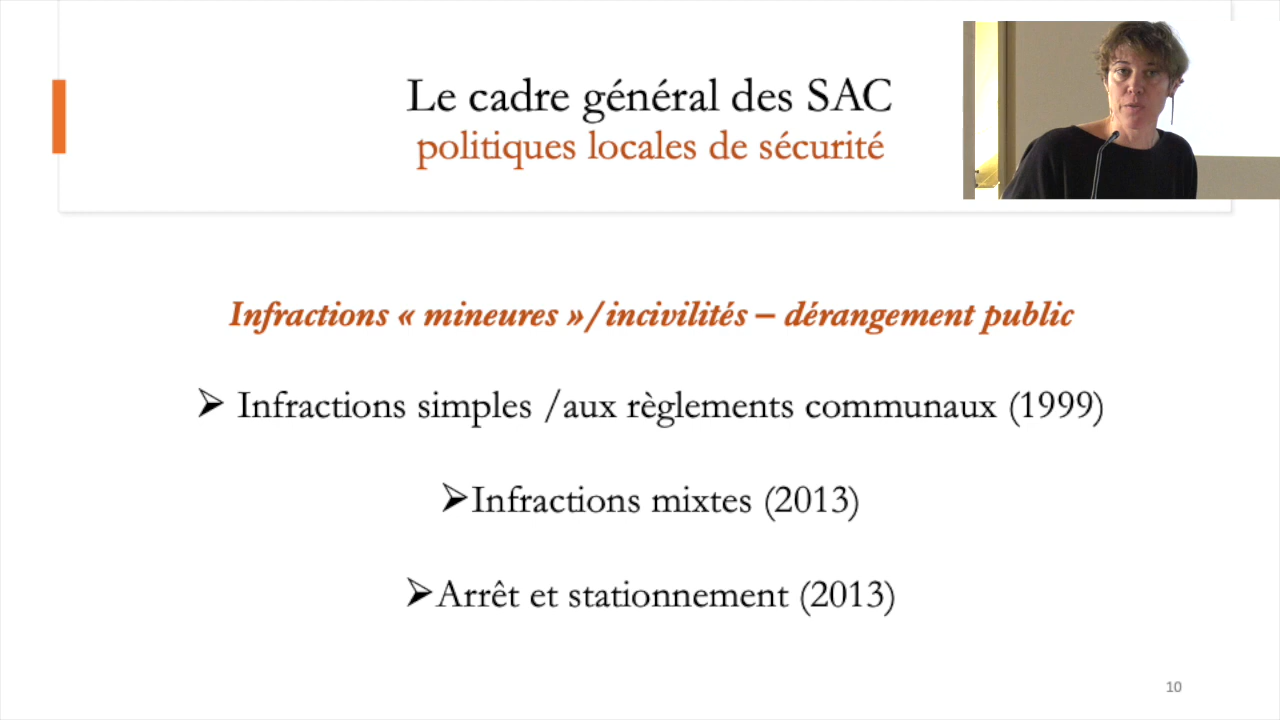 Le cadre général des SAC
politiques locales de sécurité
Infractions « mineures »/incivilités – dérangement public
➢ Infractions simples /aux règlements communaux (1999)
➢Infractions mixtes (2013)
➢Arrêt et stationnement (2013)
10